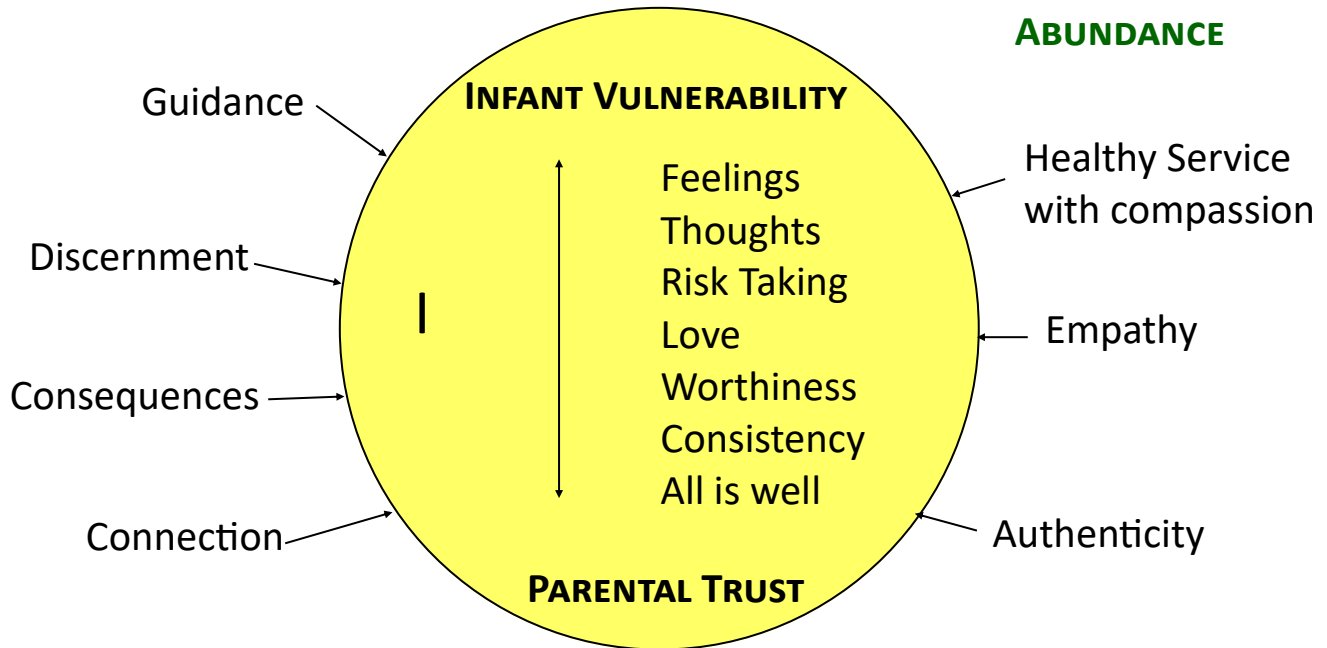 ABUNDANCE
INFANT VULNERABILITY
Guidance
Discernment
Consequences
Connection
I
Feelings
Thoughts
Risk Taking
Love
Worthiness
Consistency
All is well
PARENTAL TRUST
Healthy Service
with compassion
Empathy
Authenticity